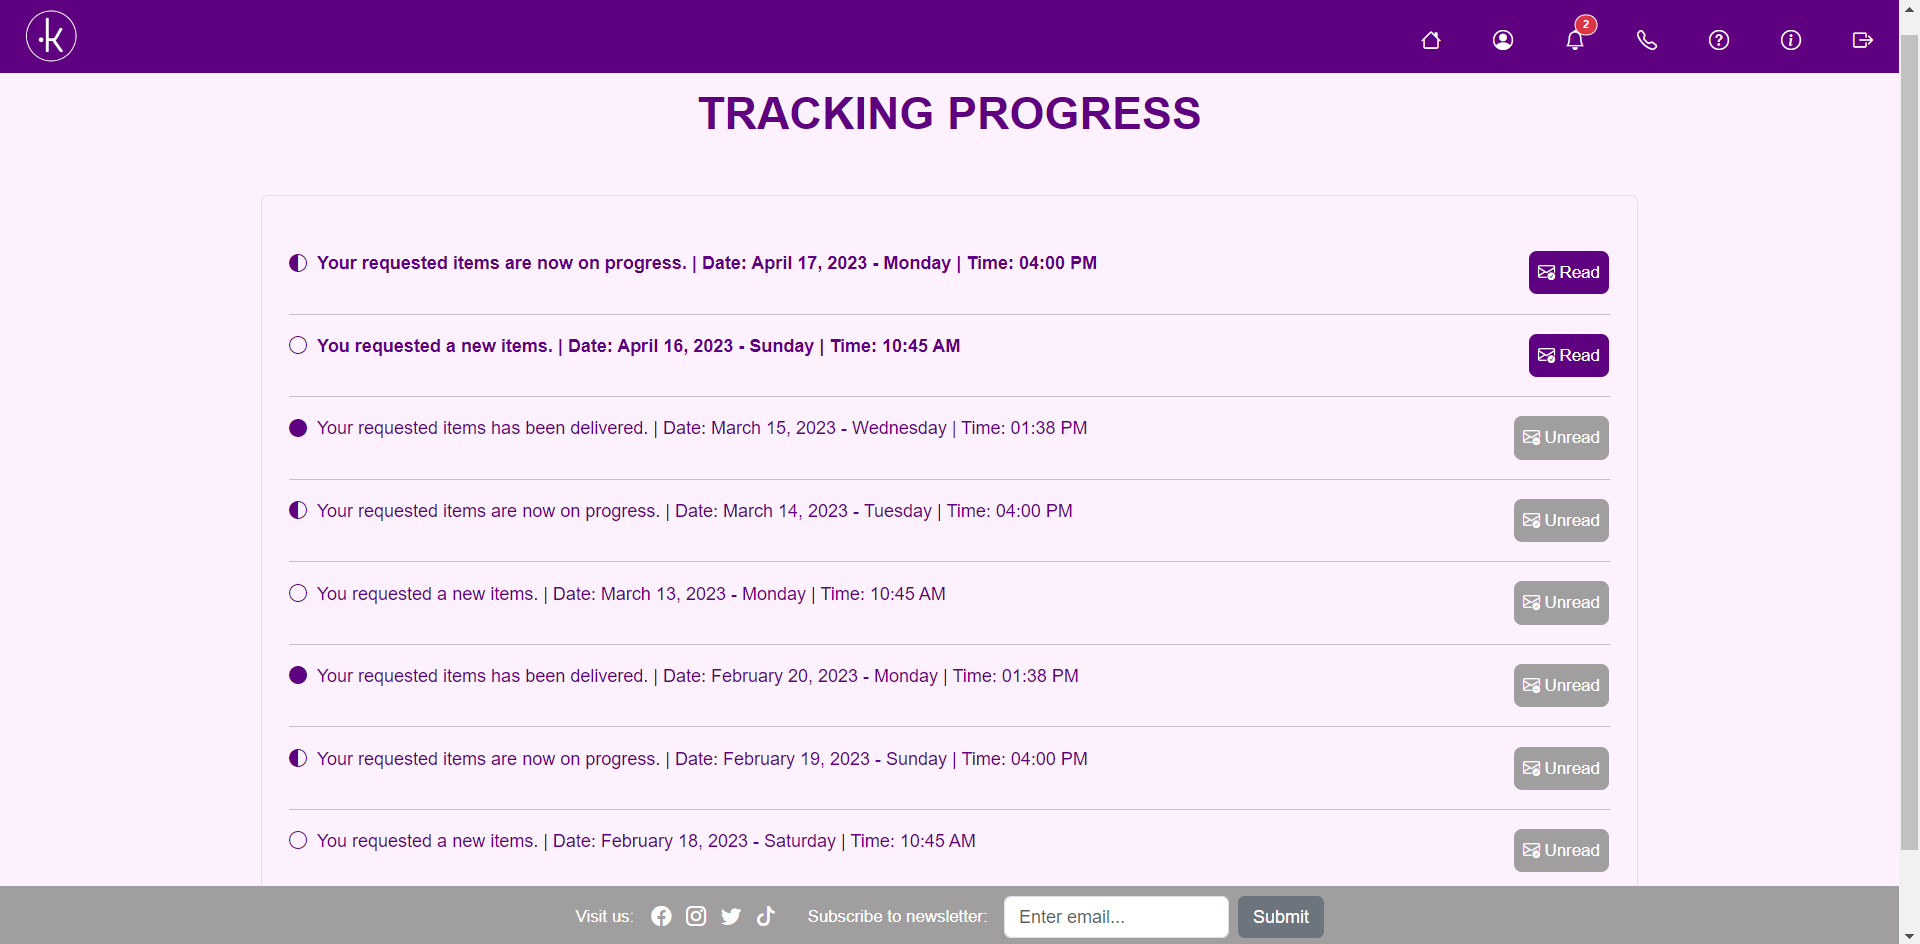 k
2
TRACKING PROGRESS
Your requested items are now on progress. | Date: April 17, 2023 - Monday | Time: 04:00 PM
Read
You requested a new items. | Date: April 16, 2023 - Sunday | Time: 10:45 AM
Read
Your requested items has been delivered. | Date: March 15, 2023 - Wednesday | Time: 01:38 PM
Unread
Your requested items are now on progress. | Date: March 14, 2023 - Tuesday | Time: 04:00 PM
Unread
You requested a new items. | Date: March 13, 2023 - Monday | Time: 10:45 AM
Unread
Your requested items has been delivered. | Date: February 20, 2023 - Monday | Time: 01:38 PM
Unread
Your requested items are now on progress. | Date: February 19, 2023 - Sunday | Time: 04:00 PM
Unread
You requested a new items. | Date: February 18, 2023 - Saturday | Time: 10:45 AM
Unread
Visit us: Subscribe to newsletter: Enter email... Submit